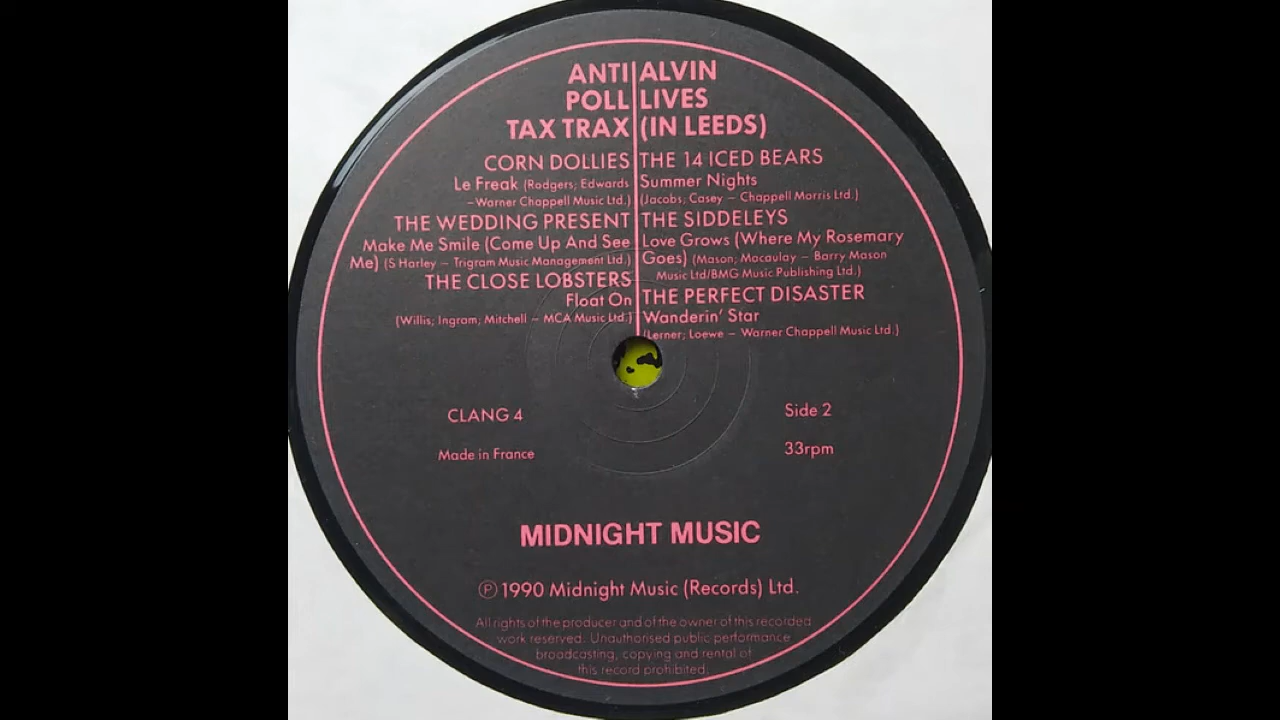 ANTI ALVIN
POLL LIVES
TAX TRAX (IN LEEDS)
CORN DOLLIES
Le Freak (Rodgers; Edwards
–Warner Chappell Music Ltd.)
THE WEDDING PRESENT
Make Me Smile (Come Up And See
Me) (S Harley – Trigram Music Management Ltd.)
THE CLOSE LOBSTERS
Float On
(Willis; Ingram; Mitchell – MCA Music Ltd.)
THE 14 ICED BEARS
Summer Nights
(Jacobs; Casey – Chappell Morris Ltd.)
THE SIDDELEYS
Love Grows (Where My Rosemary
Goes) (Mason; Macaulay – Barry Mason
Music Ltd/BMG Music Publishing Ltd.)
THE PERFECT DISASTER
Wanderin' Star
(Lerner; Loewe – Warner Chappell Music Ltd.)
CLANG 4
Side 2
Made in France
33rpm
MIDNIGHT MUSIC
Ⓟ 1990 Midnight Music (Records) Ltd.
All rights of the producer and of the owner of this recorded
work reserved. Unauthorised public performance
broadcasting, copying and rental of
this record prohibited.